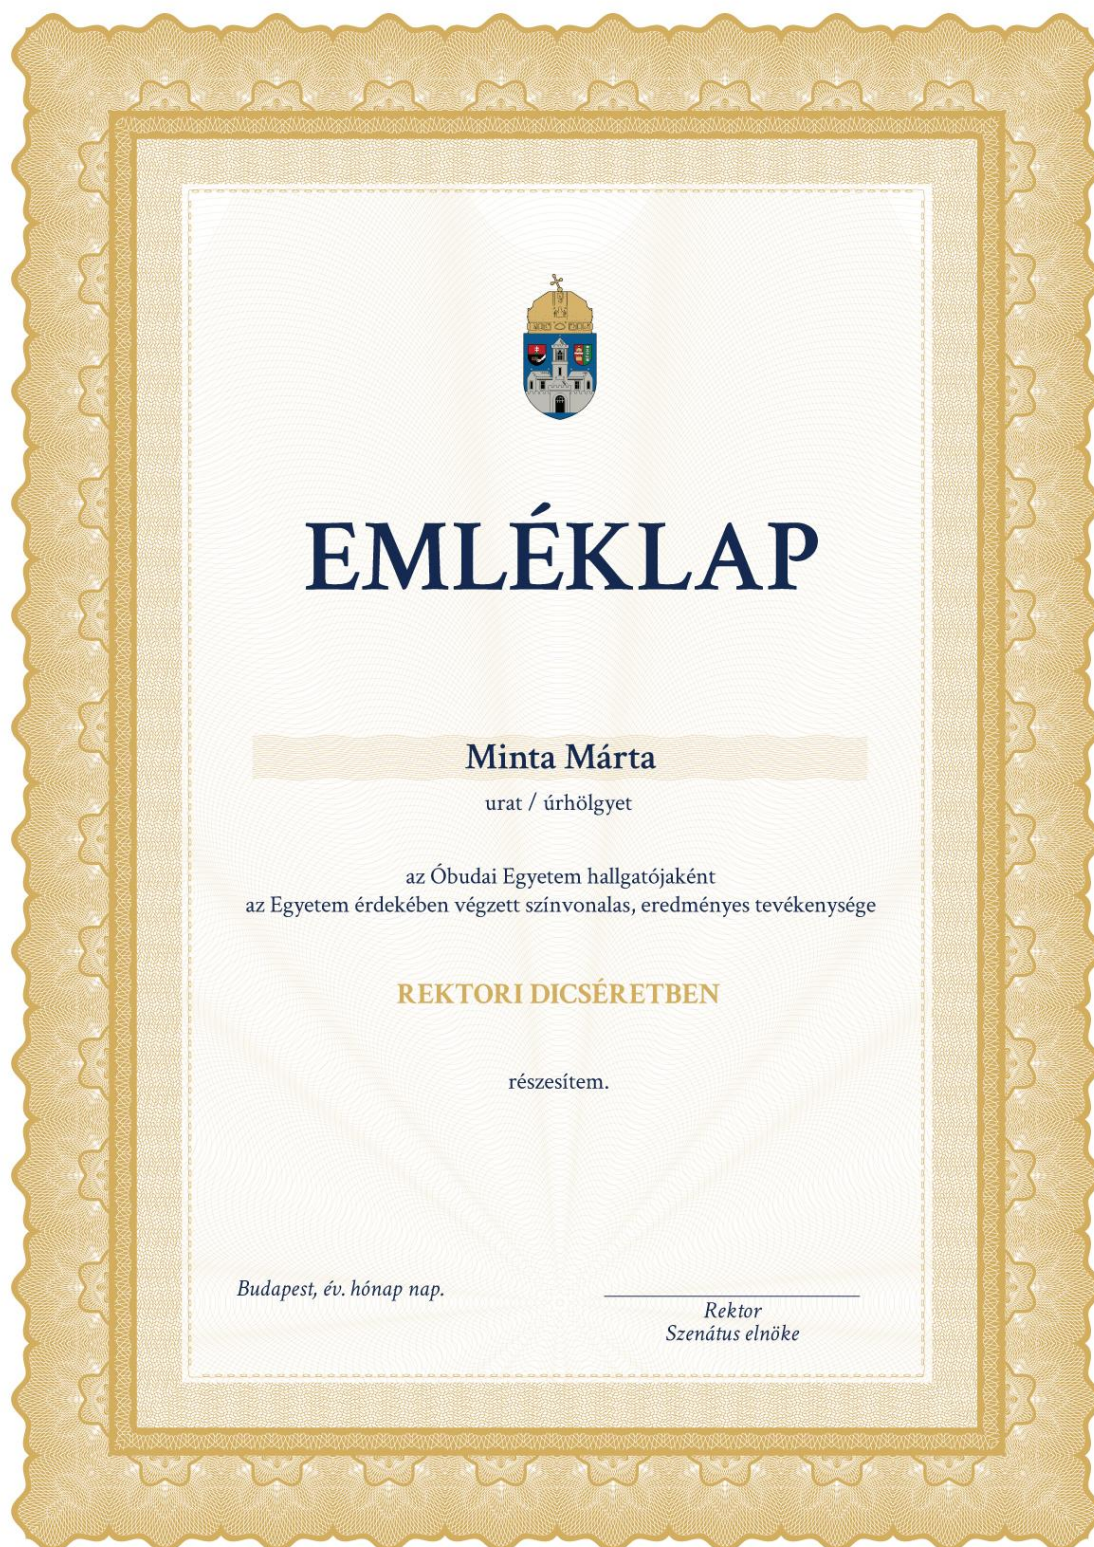 EMLÉKLAP
Minta Márta
urat / úrhölgyet
az Óbudai Egyetem hallgatójaként
az Egyetem érdekében végzett színvonalas, eredményes tevékenysége
REKTORI DICSÉRETBEN
részesítem.
Budapest, év. hónap nap.
Rektor
Szenátus elnöke